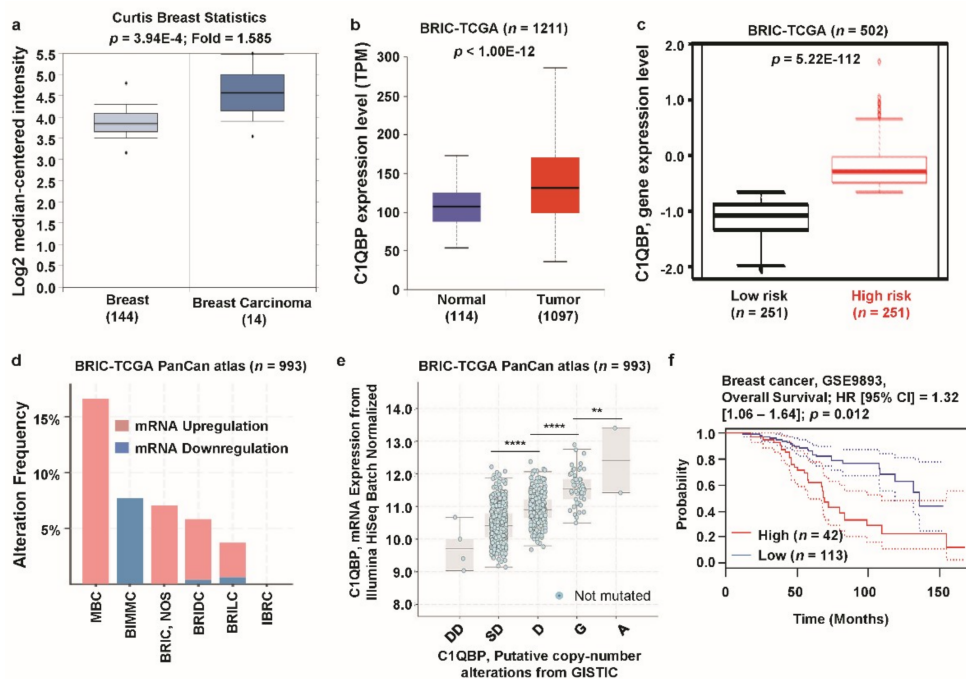 a
Curtis Breast Statistics
p = 3.94E-4; Fold = 1.585
Log2 median-centered intensity
5.5
5.0
4.5
4.0
3.5
3.0
2.5
2.0
1.5
1.0
0.5
0.0
Breast
(144)
Breast Carcinoma
(14)
b
BRIC-TCGA (n = 1211)
p < 1.00E-12
C1QBP expression level (TPM)
300
250
200
150
100
50
0
Normal
(114)
Tumor
(1097)
c
BRIC-TCGA (n = 502)
p = 5.22E-112
C1QBP, gene expression level
2.0
1.0
0.0
-1.0
-2.0
Low risk
(n = 251)
High risk
(n = 251)
d
BRIC-TCGA PanCan atlas (n = 993)
Alteration Frequency
15%
10%
5%
mRNA Upregulation
mRNA Downregulation
MBC
BIMMC
BRIC, NOS
BRIDC
BRILC
IBRC
e
BRIC-TCGA PanCan atlas (n = 993)
C1QBP, mRNA Expression from
Illumina HiSeq Batch Normalized
14.0
13.0
12.0
11.0
10.0
9.0
8.0
****
****
**
Not mutated
DD
SD
D
G
A
C1QBP, Putative copy-number
alterations from GISTIC
f
Breast cancer, GSE9893,
Overall Survival; HR [95% CI] = 1.32
[1.06 – 1.64]; p = 0.012
Probability
1.0
0.8
0.6
0.4
0.2
0.0
High (n = 42)
Low (n = 113)
0
50
100
150
Time (Months)